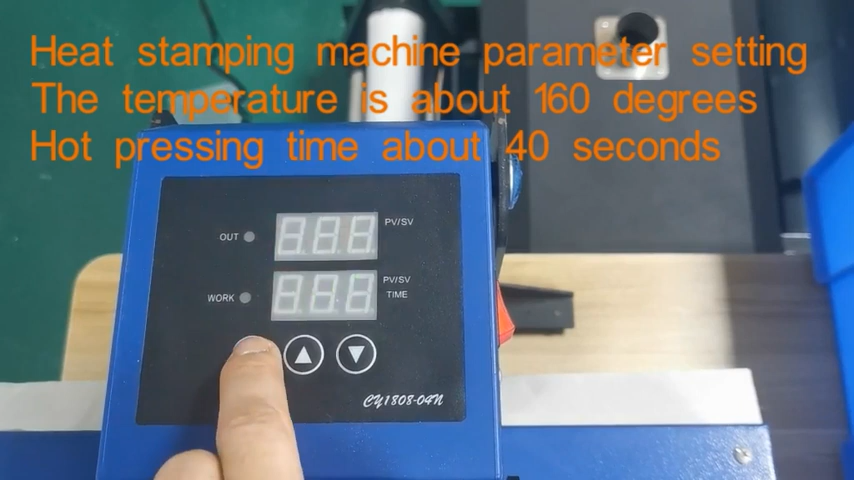 Heat stamping machine parameter setting
The temperature is about 160 degrees
Hot pressing time about 40 seconds
OUT
PV/SV
WORK
PV/SV
TIME
CY1808-04N